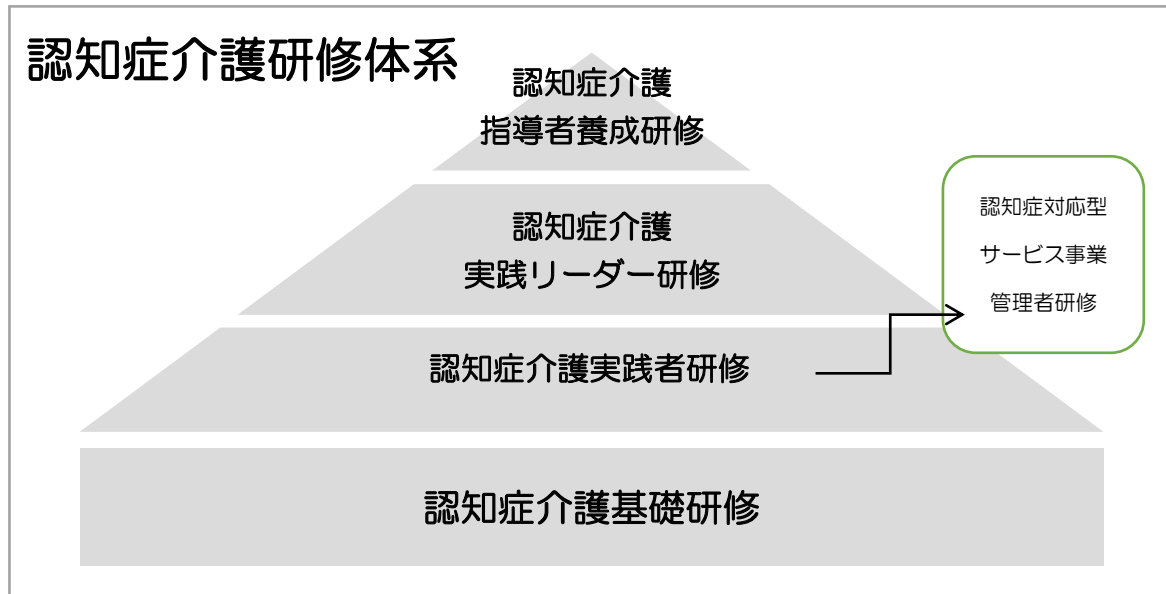 認知症介護研修体系
認知症介護
指導者養成研修
認知症介護
実践リーダー研修
認知症対応型
サービス事業
管理者研修
認知症介護実践者研修
認知症介護基礎研修